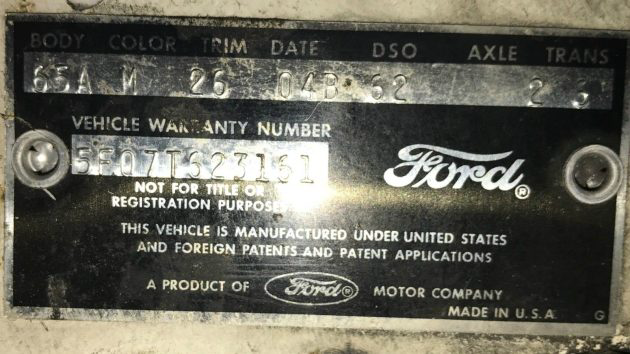 BODY COLOR TRIM DATE DSO AXLE TRANS
65A M 26 04B 62 2 3
VEHICLE WARRANTY NUMBER
5F07T623161
Ford®
NOT FOR TITLE OR
REGISTRATION PURPOSES
THIS VEHICLE IS MANUFACTURED UNDER UNITED STATES
AND FOREIGN PATENTS AND PATENT APPLICATIONS
A PRODUCT OF Ford® MOTOR COMPANY
MADE IN U.S.A. G